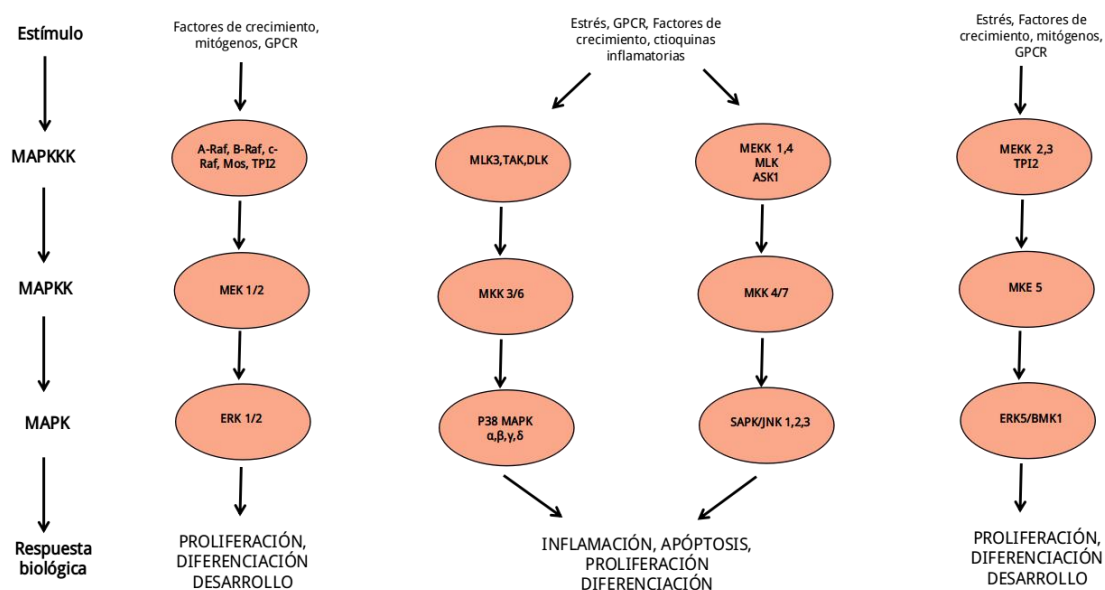 Estímulo
MAPKKK
MAPKK
MAPK
Respuesta
biológica
Factores de crecimiento,
mitógenos, GPCR
A-Raf, B-Raf, c-
Raf, Mos, TPI2
MEK 1/2
ERK 1/2
PROLIFERACIÓN,
DIFERENCIACIÓN
DESARROLLO
Estrés, GPCR, Factores de
crecimiento, ctioquinas
inflamatorias
MLK3,TAK,DLK
MKK 3/6
P38 MAPK
α,β,γ,δ
MEKK 1,4
MLK
ASK1
MKK 4/7
SAPK/JNK 1,2,3
INFLAMACIÓN, APÓPTOSIS,
PROLIFERACIÓN
DIFERENCIACIÓN
Estrés, Factores de
crecimiento, mitógenos,
GPCR
MEKK 2,3
TPI2
MKE 5
ERK5/BMK1
PROLIFERACIÓN,
DIFERENCIACIÓN
DESARROLLO